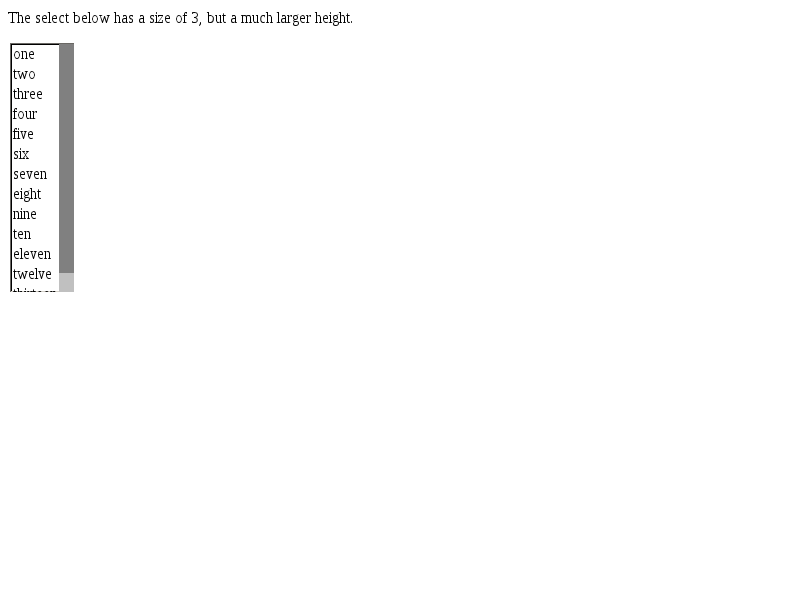 The select below has a size of 3, but a much larger height.
one
two
three
four
five
six
seven
eight
nine
ten
eleven
twelve